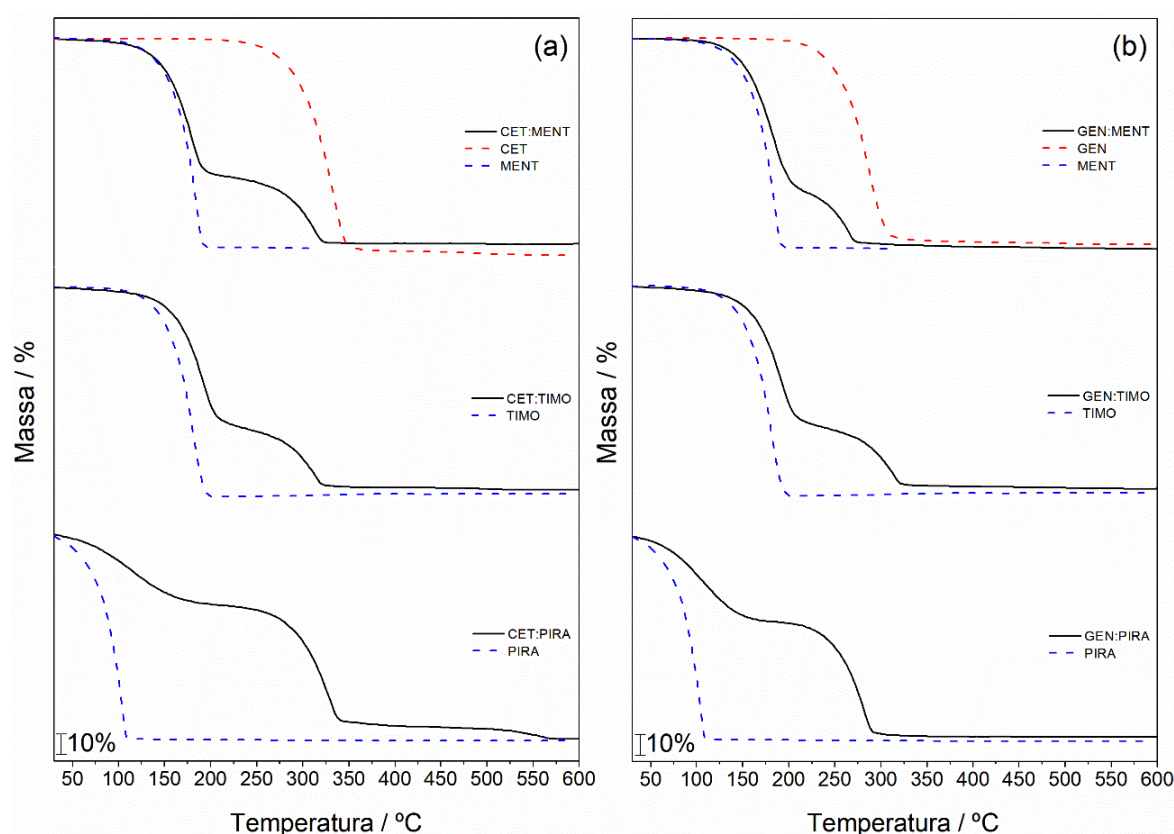 (a)
CET:MENT
CET
MENT
CET:TIMO
TIMO
CET:PIRA
PIRA
10%
Massa / %
50 100 150 200 250 300 350 400 450 500 550 600
Temperatura / ºC
(b)
GEN:MENT
GEN
MENT
GEN:TIMO
TIMO
GEN:PIRA
PIRA
10%
Massa / %
50 100 150 200 250 300 350 400 450 500 550 600
Temperatura / ºC